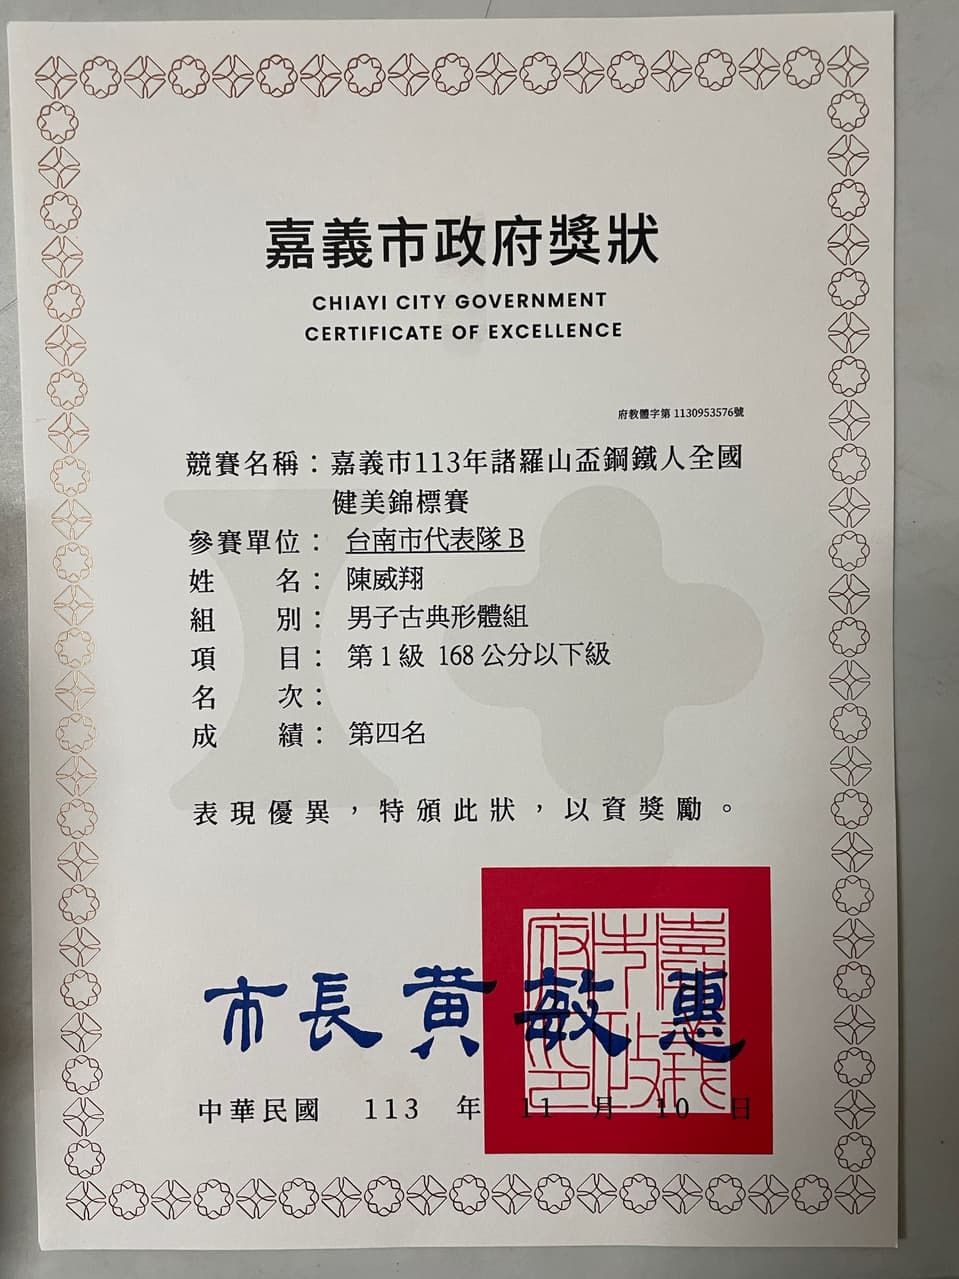 嘉義市政府獎狀
CHIAYI CITY GOVERNMENT
CERTIFICATE OF EXCELLENCE
府教體字第 1130953576號
競賽名稱：嘉義市113年諸羅山盃鋼鐵人全國
健美錦標賽
參賽單位： 台南市代表隊 B
姓　　名： 陳威翔
組　　別： 男子古典形體組
項　　目： 第 1 級 168 公分以下級
名　　次：
成　　績： 第四名
表現優異，特頒此狀，以資獎勵。
嘉義市政府印
市長黃敏惠
中華民國 113 年 11 月 10 日